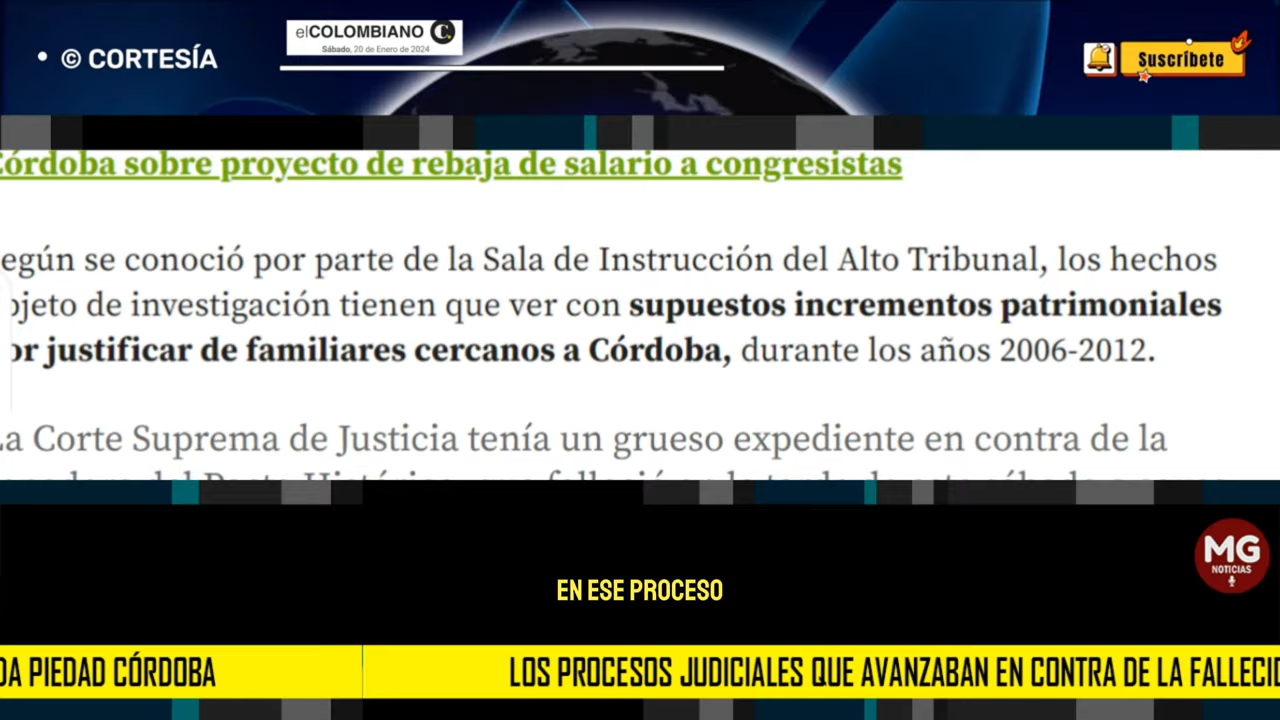 elCOLOMBIANO C.
Sábado, 20 de Enero de 2024
• © CORTESÍA
Suscríbete
Córdoba sobre proyecto de rebaja de salario a congresistas
egún se conoció por parte de la Sala de Instrucción del Alto Tribunal, los hechos
bjeto de investigación tienen que ver con supuestos incrementos patrimoniales
or justificar de familiares cercanos a Córdoba, durante los años 2006-2012.
La Corte Suprema de Justicia tenía un grueso expediente en contra de la
MG
NOTICIAS
EN ESE PROCESO
DA PIEDAD CÓRDOBA LOS PROCESOS JUDICIALES QUE AVANZABAN EN CONTRA DE LA FALLECID